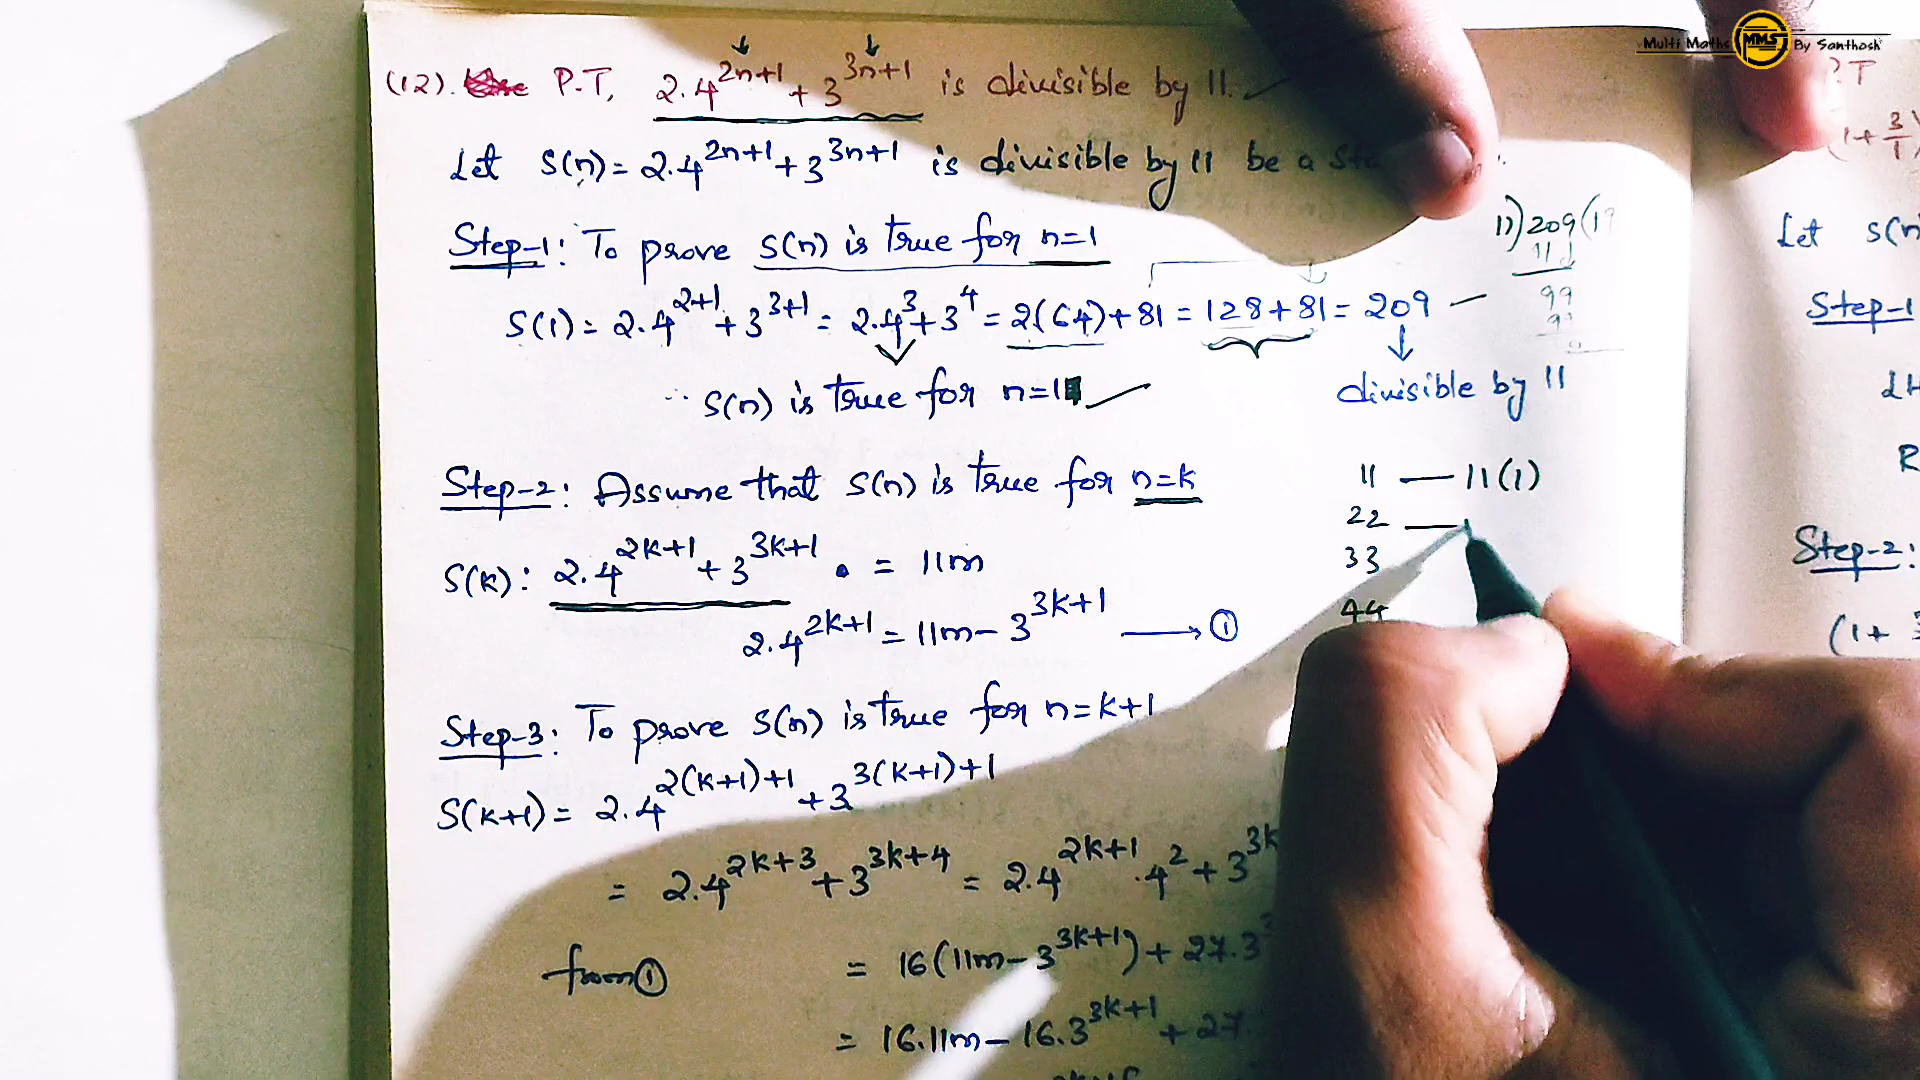 Multi Maths MMS By Santhosh
(12). P.T, 2.4^{2n+1} + 3^{3n+1} is divisible by 11.
Let S(n) = 2.4^{2n+1} + 3^{3n+1} is divisible by 11 be a
Step-1: To prove S(n) is true for n=1
S(1) = 2.4^{2+1} + 3^{3+1} = 2.4^3 + 3^4 = 2(64) + 81 = 128 + 81 = 209
11)209(19
11
99
99
0
divisible by 11
∴ S(n) is true for n=1
Step-2: Assume that S(n) is true for n=k
S(k): 2.4^{2k+1} + 3^{3k+1} = 11m
2.4^{2k+1} = 11m - 3^{3k+1} → ①
11 — 11(1)
22 —
33
44
Step-3: To prove S(n) is true for n=k+1
S(k+1) = 2.4^{2(k+1)+1} + 3^{3(k+1)+1}
= 2.4^{2k+3} + 3^{3k+4} = 2.4^{2k+1}.4^2 + 3^{3k
from ① = 16(11m - 3^{3k+1}) + 27.3
= 16.11m - 16.3^{3k+1} + 27.
P.T
Let S(n
Step-1
LH
R
Step-2:
(1+